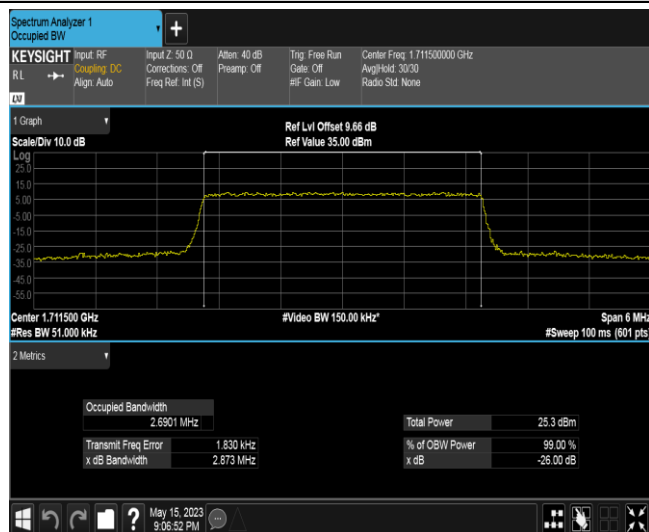 Spectrum Analyzer 1
Occupied BW
+
KEYSIGHT Input: RF Input Z: 50 Ω Atten: 40 dB Trig: Free Run Center Freq: 1.711500000 GHz
RL Coupling: DC Corrections: Off Preamp: Off Gate: Off Avg|Hold: 30/30
Align: Auto Freq Ref: Int (S) #IF Gain: Low Radio Std: None
LXI
1 Graph
Ref Lvl Offset 9.66 dB
Scale/Div 10.0 dB Ref Value 35.00 dBm
Log
25.0
15.0
5.00
-5.00
-15.0
-25.0
-35.0
-45.0
-55.0
Center 1.711500 GHz #Video BW 150.00 kHz* Span 6 MHz
#Res BW 51.000 kHz #Sweep 100 ms (601 pts)
2 Metrics
Occupied Bandwidth
2.6901 MHz Total Power 25.3 dBm
Transmit Freq Error 1.830 kHz % of OBW Power 99.00 %
x dB Bandwidth 2.873 MHz x dB -26.00 dB
? May 15, 2023
9:06:52 PM